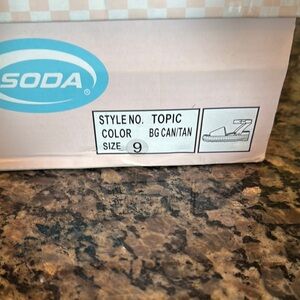 SODA®
STYLE NO. TOPIC
COLOR BG CAN/TAN
SIZE 9